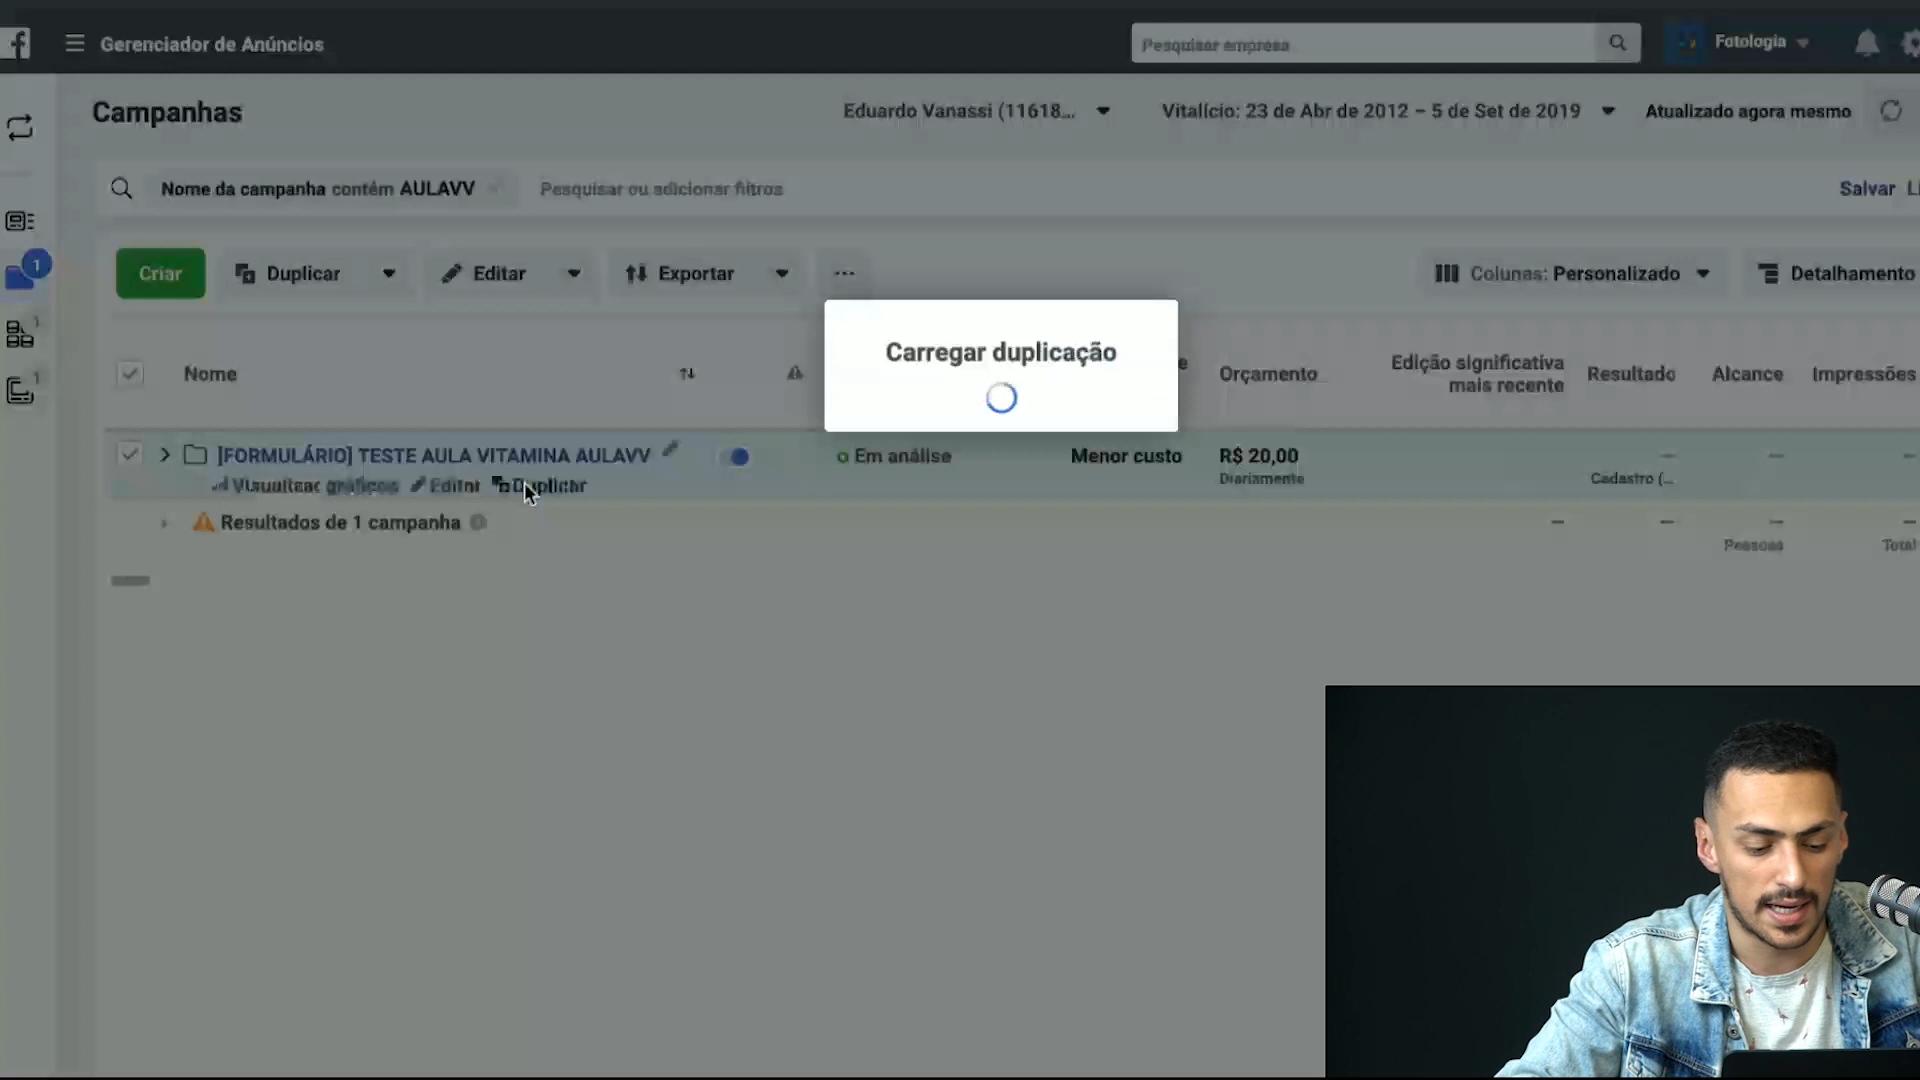 Gerenciador de Anúncios
Pesquisar empresa
Fotologia
Campanhas
Eduardo Vanassi (11618...
Vitalício: 23 de Abr de 2012 – 5 de Set de 2019
Atualizado agora mesmo
Nome da campanha contém AULAVV
Pesquisar ou adicionar filtros
Salvar
1
Criar
Duplicar
Editar
Exportar
...
Colunas: Personalizado
Detalhamento
1
1
Carregar duplicação
Nome
e
Orçamento
Edição significativa
mais recente
Resultado
Alcance
Impressões
[FORMULÁRIO] TESTE AULA VITAMINA AULAVV
Em análise
Menor custo
R$ 20,00
—
—
—
Visualizar gráficos
Editar
Duplicar
Diariamente
Cadastro (...
Resultados de 1 campanha
—
—
—
—
Pessoas
Total